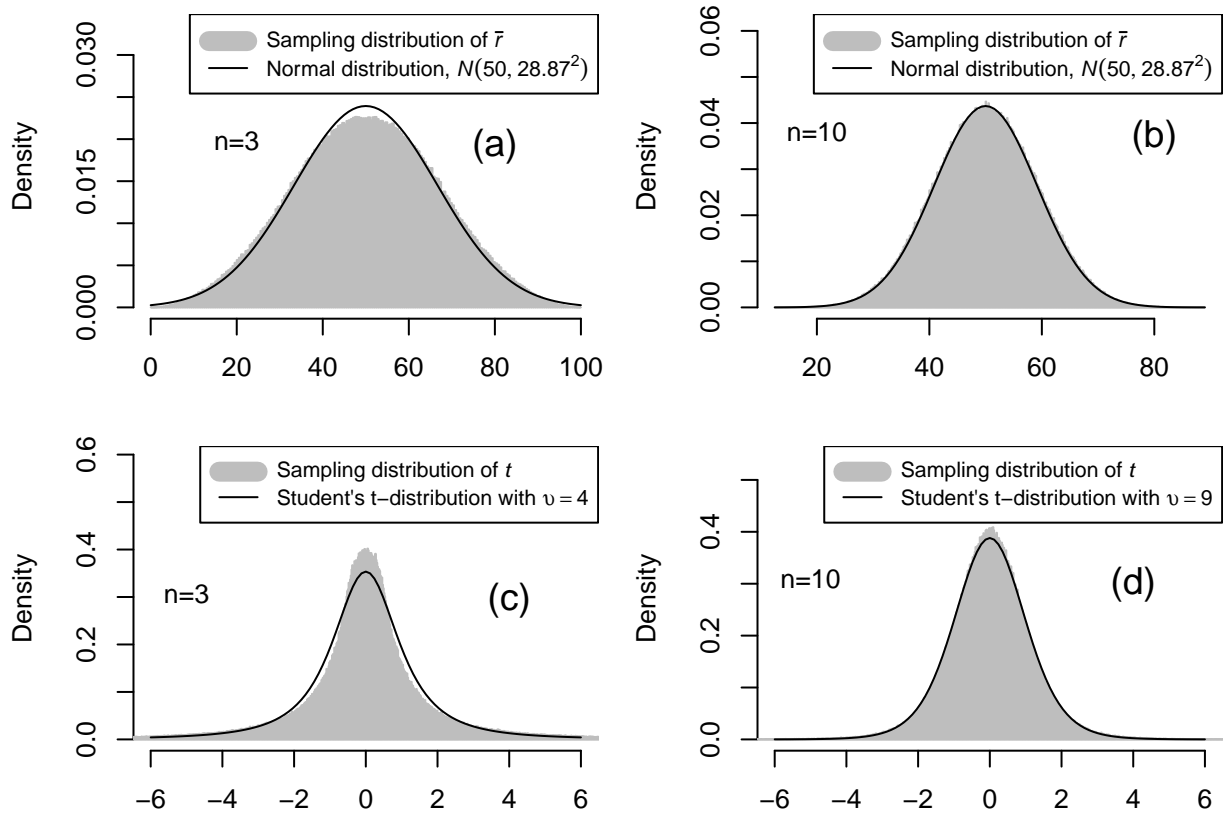 Sampling distribution of r̄
Normal distribution, N(50, 28.87²)
n=3
(a)
Density
0.000
0.015
0.030
0 20 40 60 80 100
Sampling distribution of r̄
Normal distribution, N(50, 28.87²)
n=10
(b)
Density
0.00
0.02
0.04
0.06
20 40 60 80
Sampling distribution of t
Student's t−distribution with υ = 4
n=3
(c)
Density
0.0
0.2
0.4
0.6
−6 −4 −2 0 2 4 6
Sampling distribution of t
Student's t−distribution with υ = 9
n=10
(d)
Density
0.0
0.2
0.4
−6 −4 −2 0 2 4 6